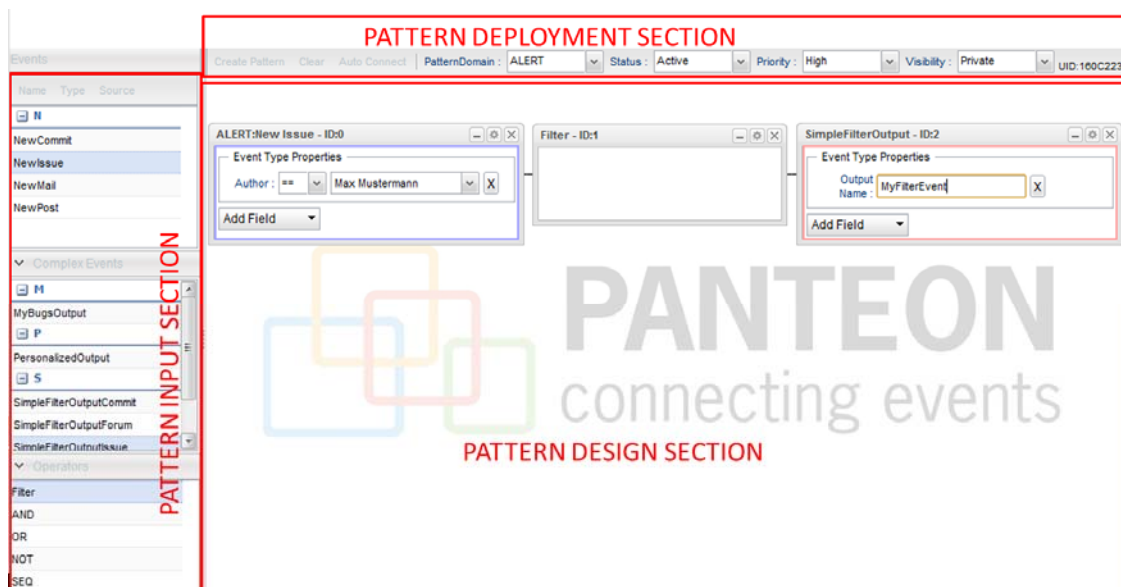 PATTERN DEPLOYMENT SECTION
Events
Create Pattern Clear Auto Connect PatternDomain : ALERT Status : Active Priority : High Visibility : Private UID:160C223
Name Type Source
N
NewCommit
NewIssue
NewMail
NewPost
Complex Events
M
MyBugsOutput
P
PersonalizedOutput
S
SimpleFilterOutputCommit
SimpleFilterOutputForum
SimpleFilterOutputIssue
Operators
Filter
AND
OR
NOT
SEQ
PATTERN INPUT SECTION
ALERT:New Issue - ID:0
Event Type Properties
Author : == Max Mustermann X
Add Field
Filter - ID:1
SimpleFilterOutput - ID:2
Event Type Properties
Output
Name : MyFilterEvent X
Add Field
PANTEON
connecting events
PATTERN DESIGN SECTION